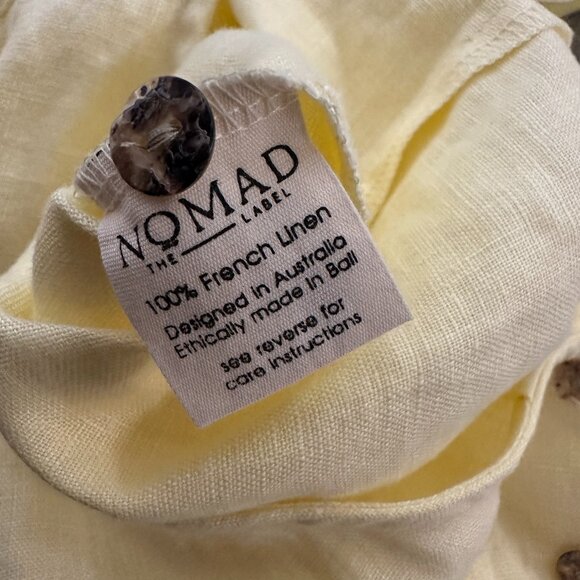 NOMAD
THE LABEL
100% French Linen
Designed in Australia
Ethically made in Bali
see reverse for
care instructions